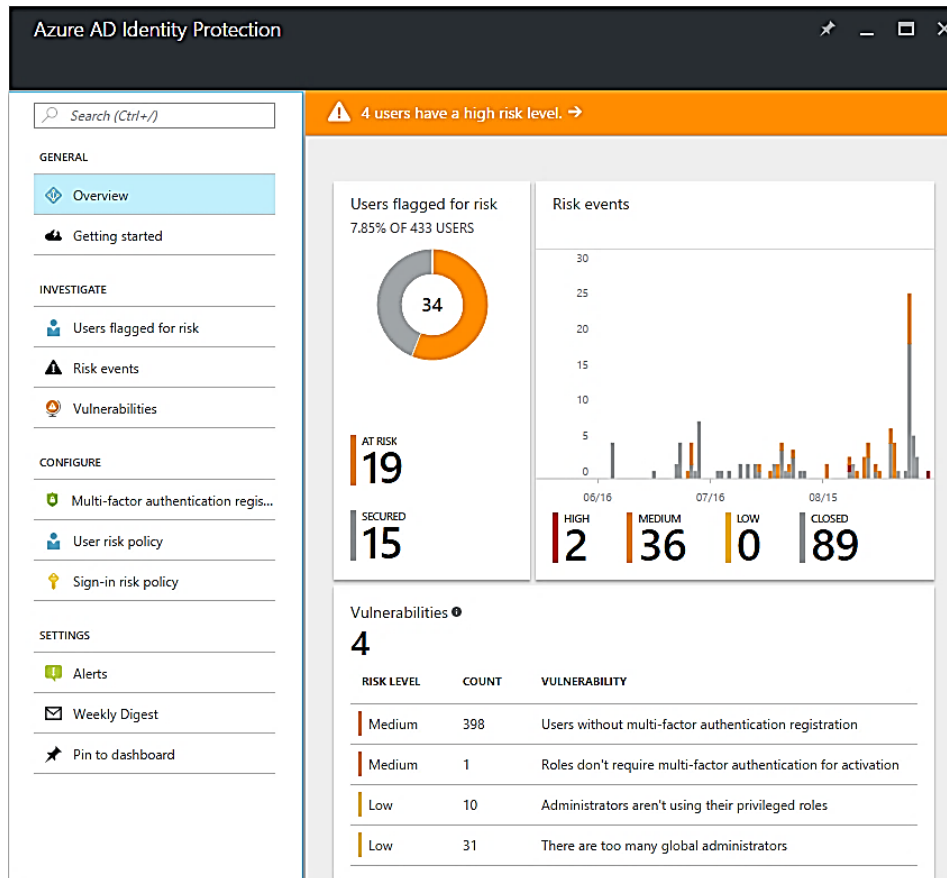 Azure AD Identity Protection
Search (Ctrl+/)
GENERAL
Overview
Getting started
INVESTIGATE
Users flagged for risk
Risk events
Vulnerabilities
CONFIGURE
Multi-factor authentication regis...
User risk policy
Sign-in risk policy
SETTINGS
Alerts
Weekly Digest
Pin to dashboard
4 users have a high risk level. →
Users flagged for risk
7.85% OF 433 USERS
34
AT RISK
19
SECURED
15
Risk events
30
25
20
15
10
5
0
06/16 07/16 08/15
HIGH MEDIUM LOW CLOSED
2 36 0 89
Vulnerabilities
4
RISK LEVEL COUNT VULNERABILITY
Medium 398 Users without multi-factor authentication registration
Medium 1 Roles don't require multi-factor authentication for activation
Low 10 Administrators aren't using their privileged roles
Low 31 There are too many global administrators